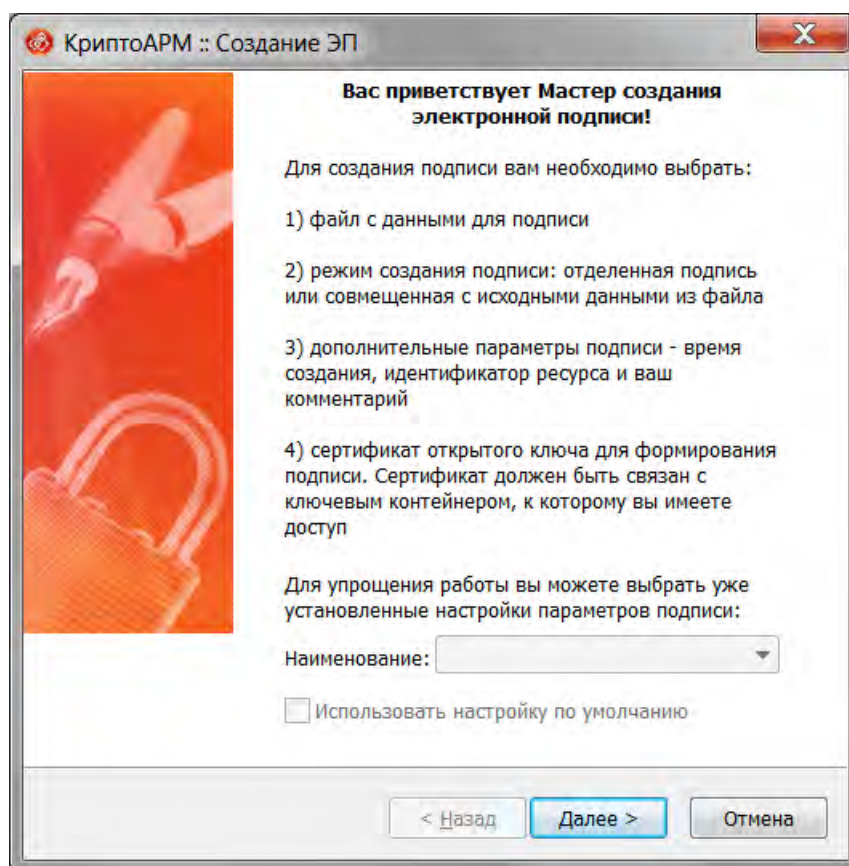 КриптоАРМ :: Создание ЭП
X
Вас приветствует Мастер создания
электронной подписи!
Для создания подписи вам необходимо выбрать:
1) файл с данными для подписи
2) режим создания подписи: отделенная подпись
или совмещенная с исходными данными из файла
3) дополнительные параметры подписи - время
создания, идентификатор ресурса и ваш
комментарий
4) сертификат открытого ключа для формирования
подписи. Сертификат должен быть связан с
ключевым контейнером, к которому вы имеете
доступ
Для упрощения работы вы можете выбрать уже
установленные настройки параметров подписи:
Наименование:
Использовать настройку по умолчанию
< Назад Далее > Отмена